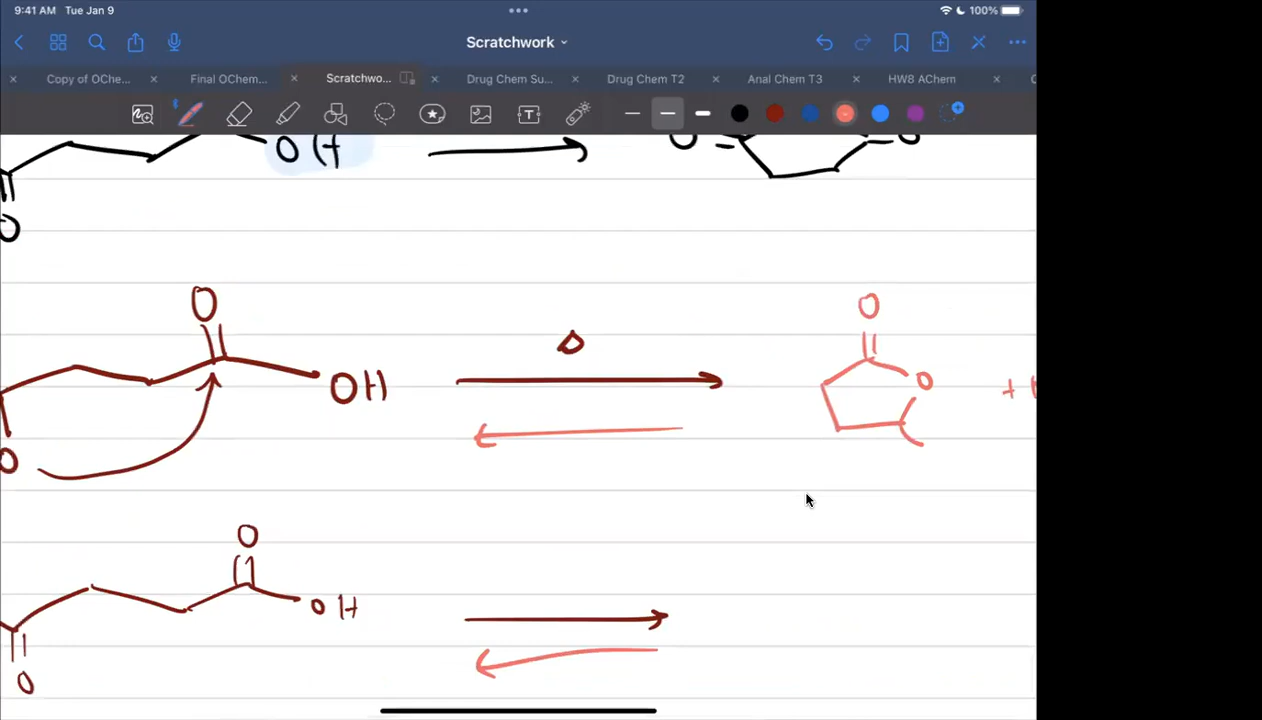 9:41 AM Tue Jan 9
100%
Scratchwork
Copy of OChe...
Final OChem...
Scratchwo...
Drug Chem Su...
Drug Chem T2
Anal Chem T3
HW8 AChem
T
OH
O
O
O
O
Δ
O
OH
O
+
O
O
OH
O